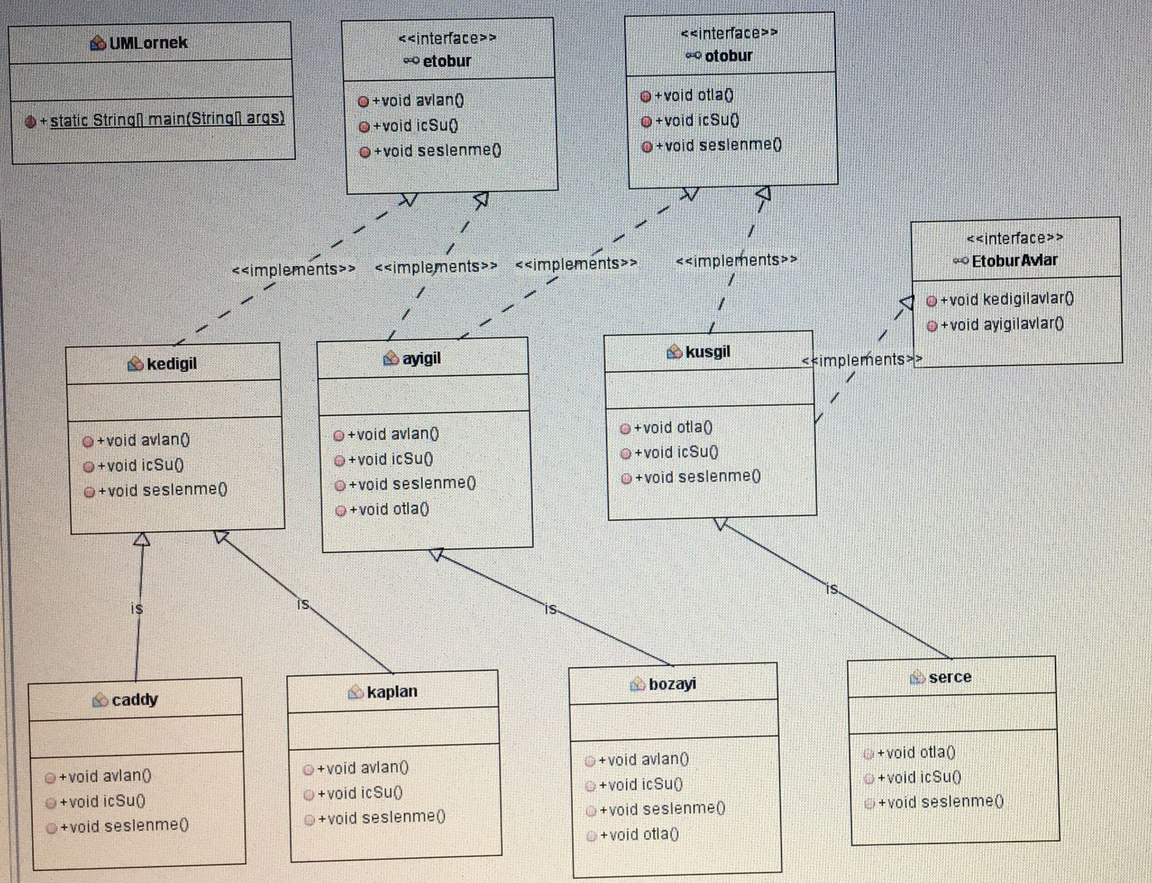 UMLornek
+ static String[] main(String[] args)
<<interface>>
etobur
+void avlan()
+void icSu()
+void seslenme()
<<interface>>
otobur
+void otla()
+void icSu()
+void seslenme()
<<interface>>
EtoburAvlar
+void kedigilavlar()
+void ayigilavlar()
<<implements>>
<<implements>>
<<implements>>
<<implements>>
<<implements>>
kedigil
+void avlan()
+void icSu()
+void seslenme()
ayigil
+void avlan()
+void icSu()
+void seslenme()
+void otla()
kusgil
+void otla()
+void icSu()
+void seslenme()
is
is
is
is
caddy
+void avlan()
+void icSu()
+void seslenme()
kaplan
+void avlan()
+void icSu()
+void seslenme()
bozayi
+void avlan()
+void icSu()
+void seslenme()
+void otla()
serce
+void otla()
+void icSu()
+void seslenme()